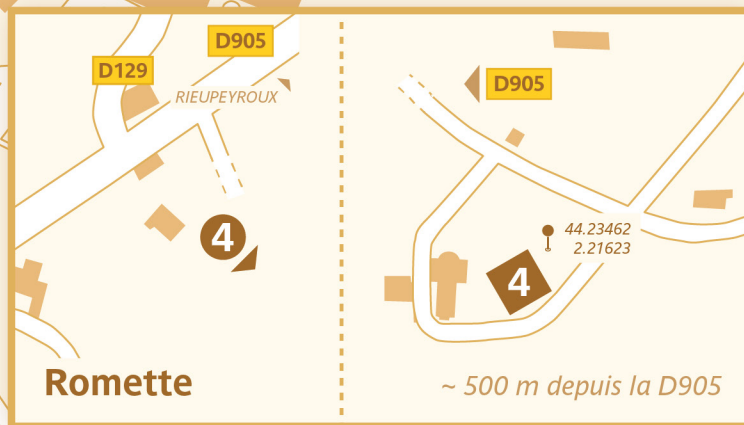 D905
D129
RIEUPEYROUX
4
Romette
D905
44.23462
2.21623
4
~ 500 m depuis la D905